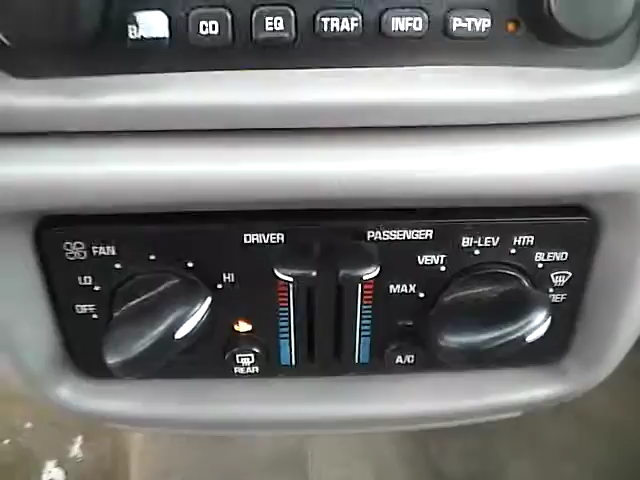 BAND CD EQ TRAF INFO P-TYP
DRIVER PASSENGER
FAN BI-LEV HTR
VENT BLEND
LO HI MAX DEF
OFF
REAR A/C